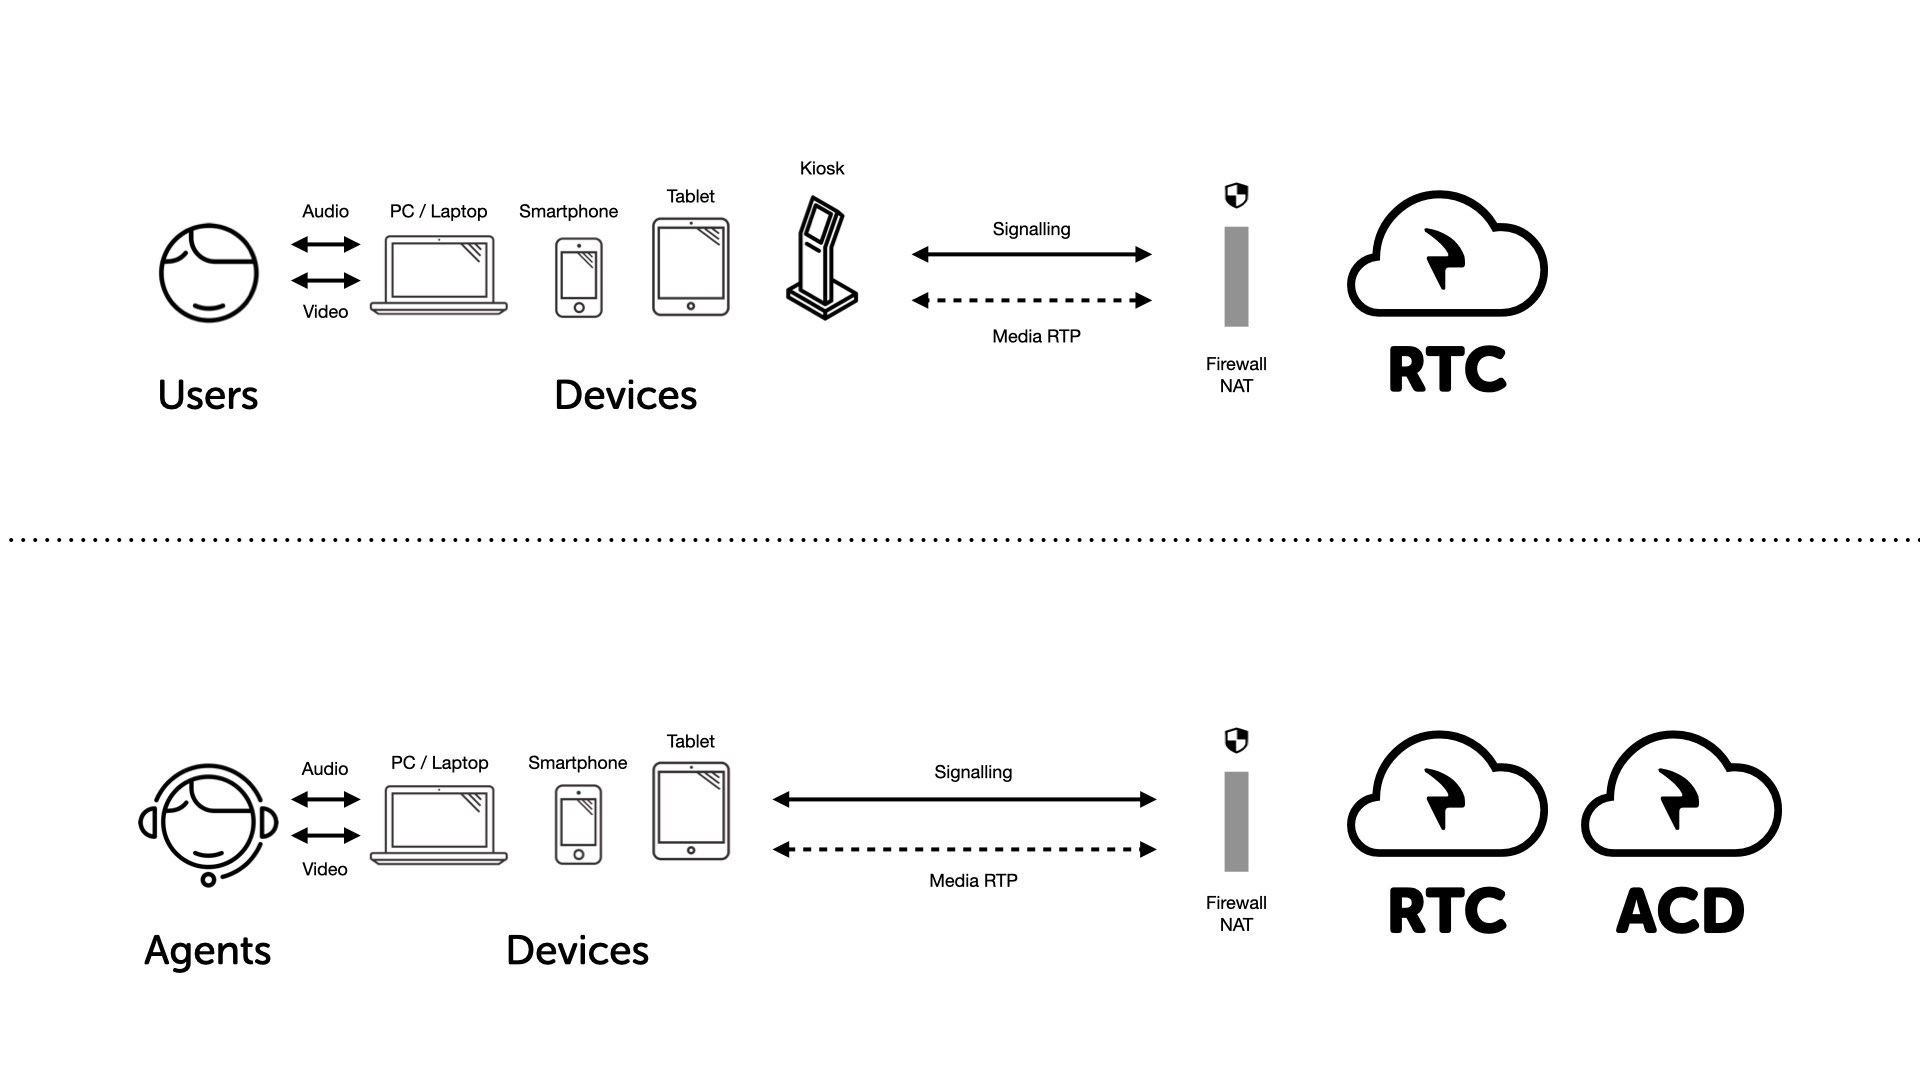 Kiosk
Tablet
Audio
PC / Laptop
Smartphone
Signalling
Video
Media RTP
Firewall
NAT
RTC
Users
Devices
Tablet
Audio
PC / Laptop
Smartphone
Signalling
Video
Media RTP
Firewall
NAT
RTC
ACD
Agents
Devices